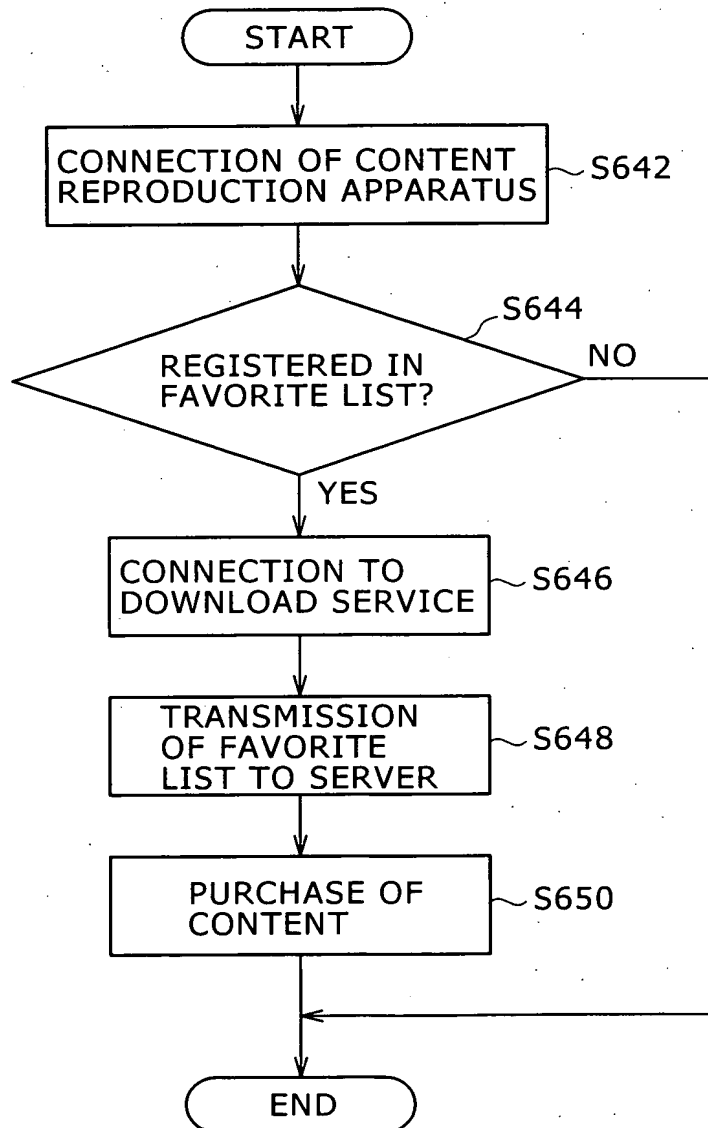 START
CONNECTION OF CONTENT
REPRODUCTION APPARATUS
S642
S644
REGISTERED IN
FAVORITE LIST?
NO
YES
CONNECTION TO
DOWNLOAD SERVICE
S646
TRANSMISSION
OF FAVORITE
LIST TO SERVER
S648
PURCHASE OF
CONTENT
S650
END